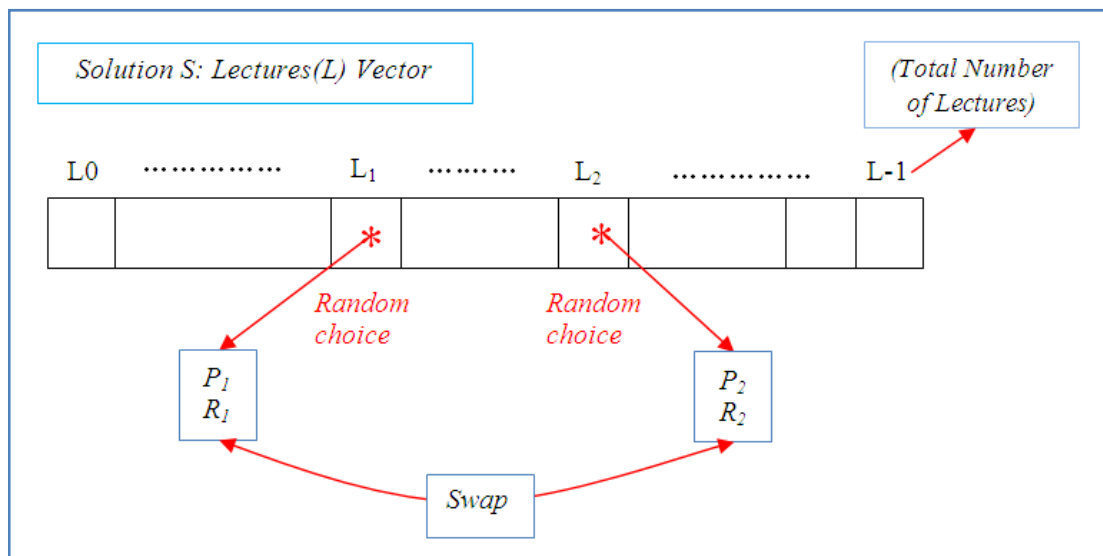 Solution S: Lectures(L) Vector
(Total Number
of Lectures)
L0 …………… L₁ …….… L₂ …………… L-1
*
*
Random
choice
Random
choice
P₁
R₁
P₂
R₂
Swap